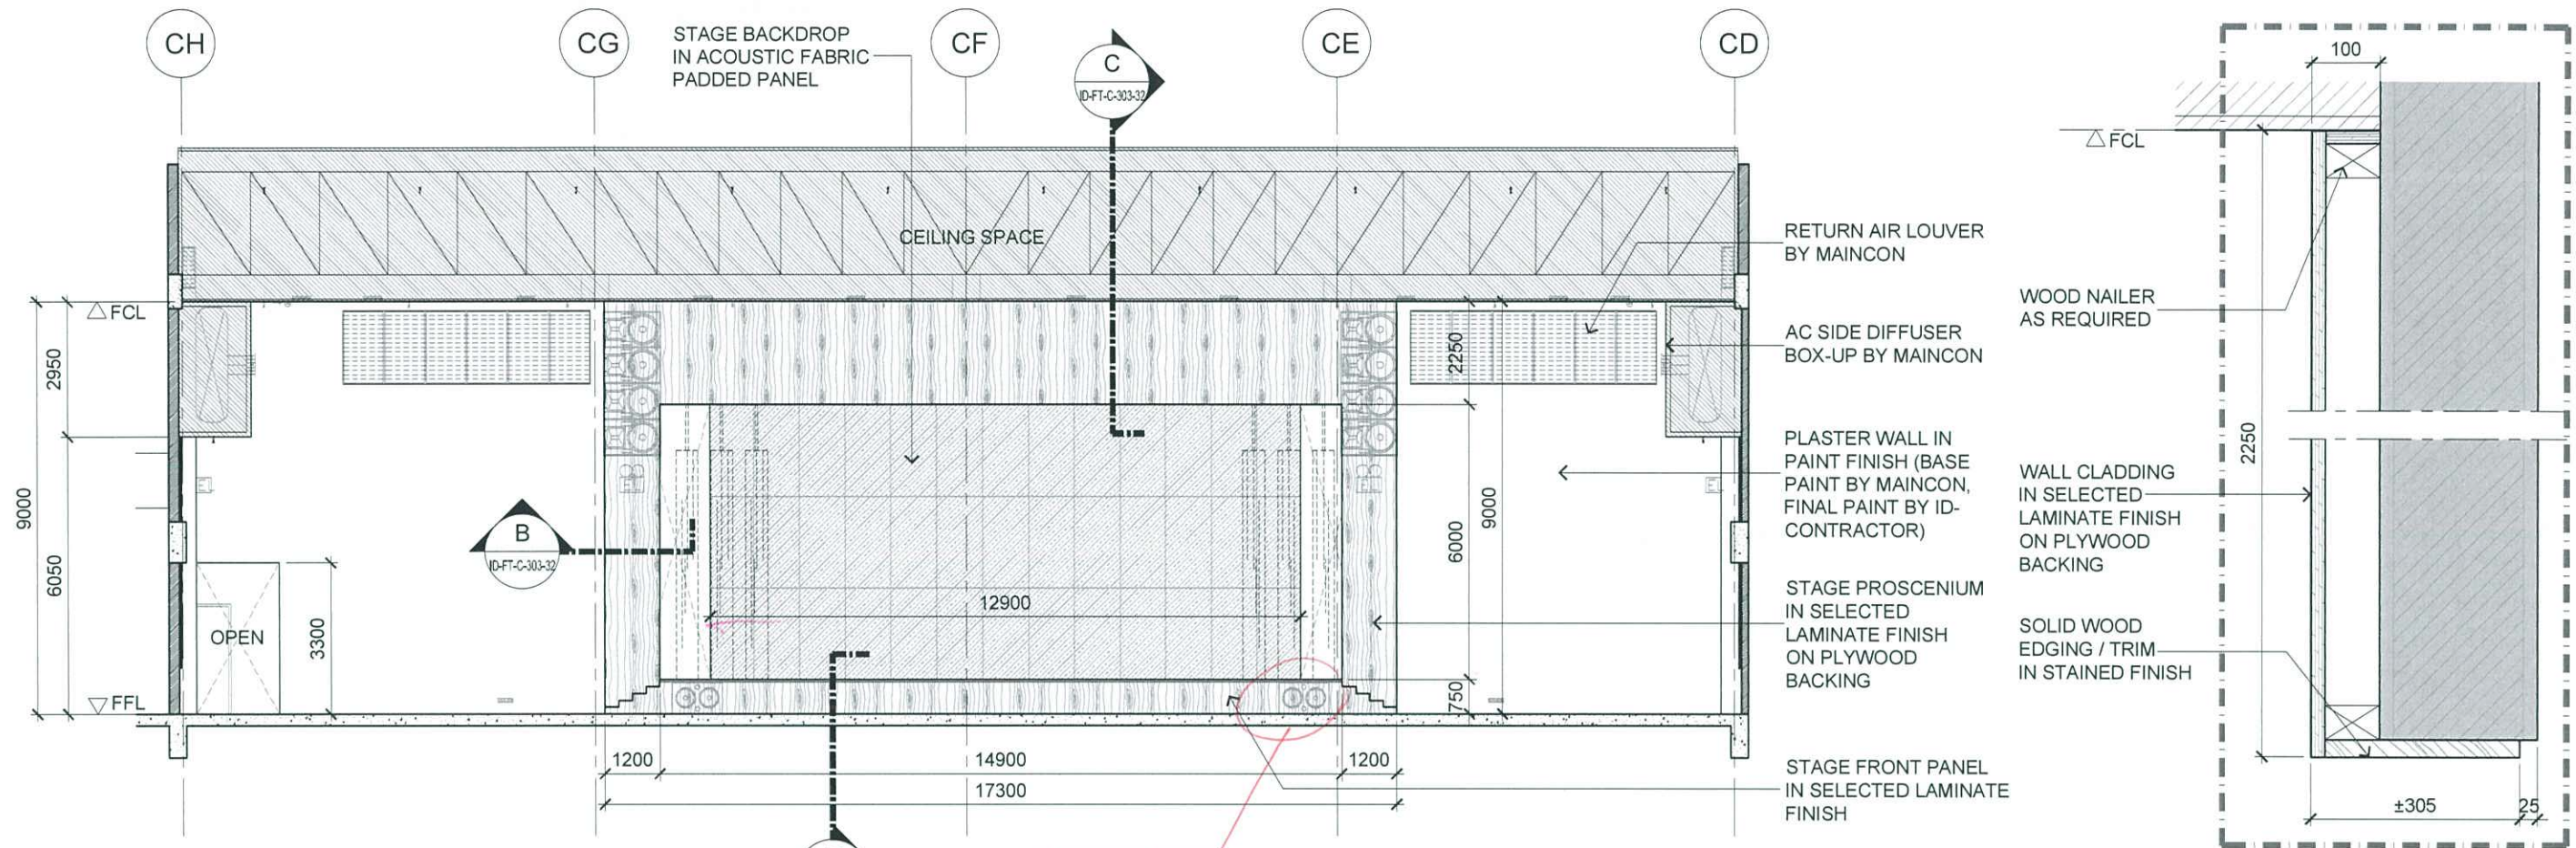 CH
CG
STAGE BACKDROP
IN ACOUSTIC FABRIC
PADDED PANEL
CF
C
ID-FT-C-303-32
CE
CD
CEILING SPACE
FCL
2950
9000
6050
FFL
OPEN
3300
B
ID-FT-C-303-32
12900
2250
6000
750
9000
1200
14900
1200
17300
RETURN AIR LOUVER
BY MAINCON
AC SIDE DIFFUSER
BOX-UP BY MAINCON
PLASTER WALL IN
PAINT FINISH (BASE
PAINT BY MAINCON,
FINAL PAINT BY ID-
CONTRACTOR)
STAGE PROSCENIUM
IN SELECTED
LAMINATE FINISH
ON PLYWOOD
BACKING
STAGE FRONT PANEL
IN SELECTED LAMINATE
FINISH
100
FCL
WOOD NAILER
AS REQUIRED
2250
WALL CLADDING
IN SELECTED
LAMINATE FINISH
ON PLYWOOD
BACKING
SOLID WOOD
EDGING / TRIM
IN STAINED FINISH
±305
25